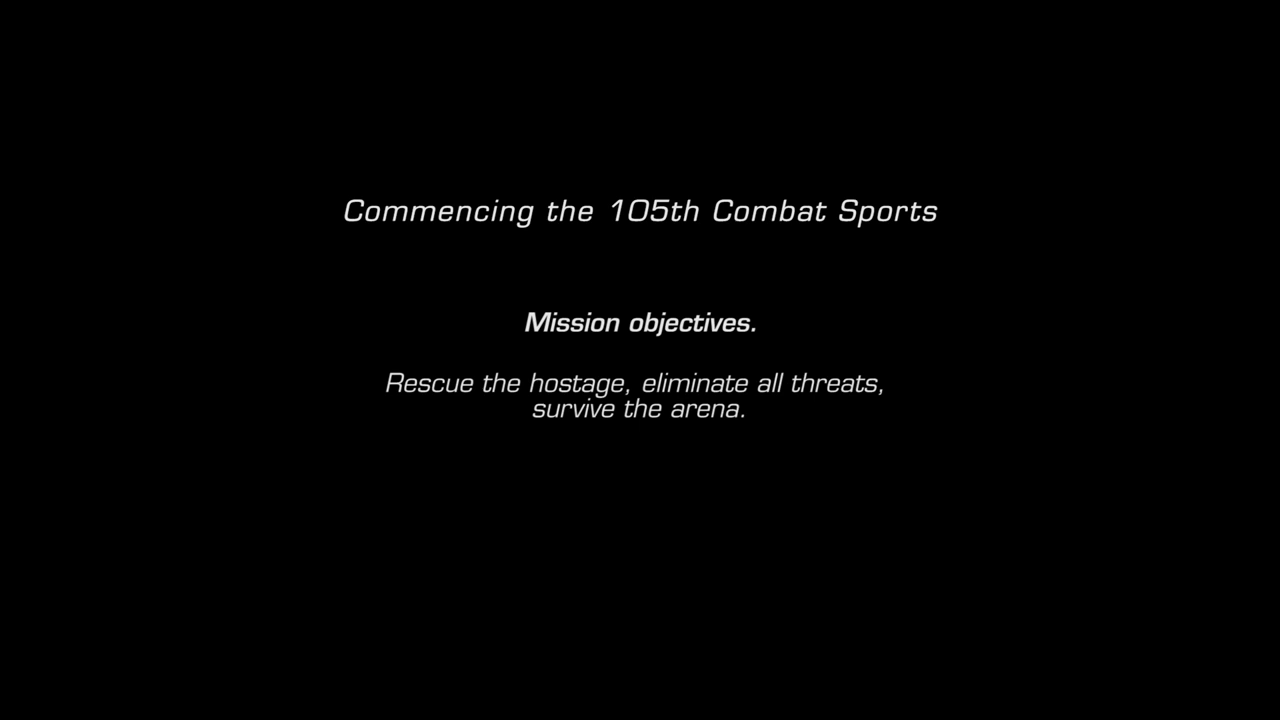 Commencing the 105th Combat Sports
Mission objectives.
Rescue the hostage, eliminate all threats,
survive the arena.